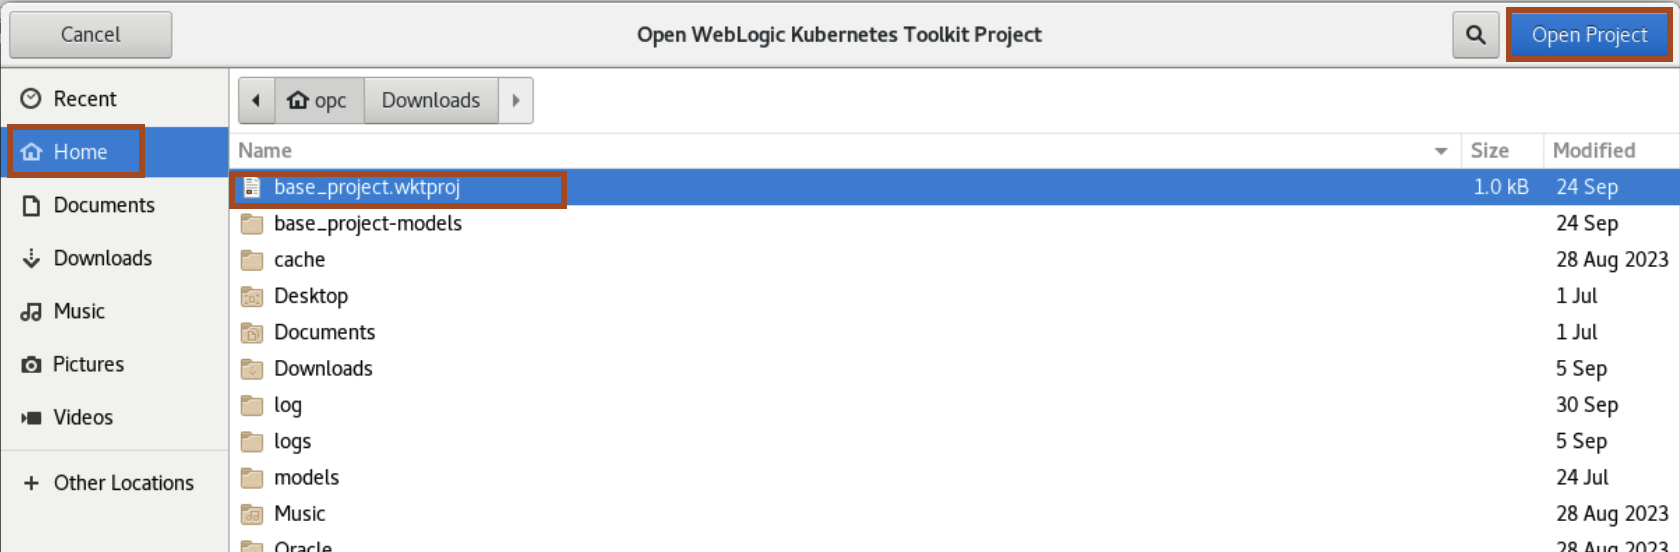 Cancel
Open WebLogic Kubernetes Toolkit Project
Open Project
Recent
Home
Documents
Downloads
Music
Pictures
Videos
+ Other Locations
opc
Downloads
Name Size Modified
base_project.wktproj 1.0 kB 24 Sep
base_project-models 24 Sep
cache 28 Aug 2023
Desktop 1 Jul
Documents 1 Jul
Downloads 5 Sep
log 30 Sep
logs 5 Sep
models 24 Jul
Music 28 Aug 2023
Oracle 28 Aug 2023